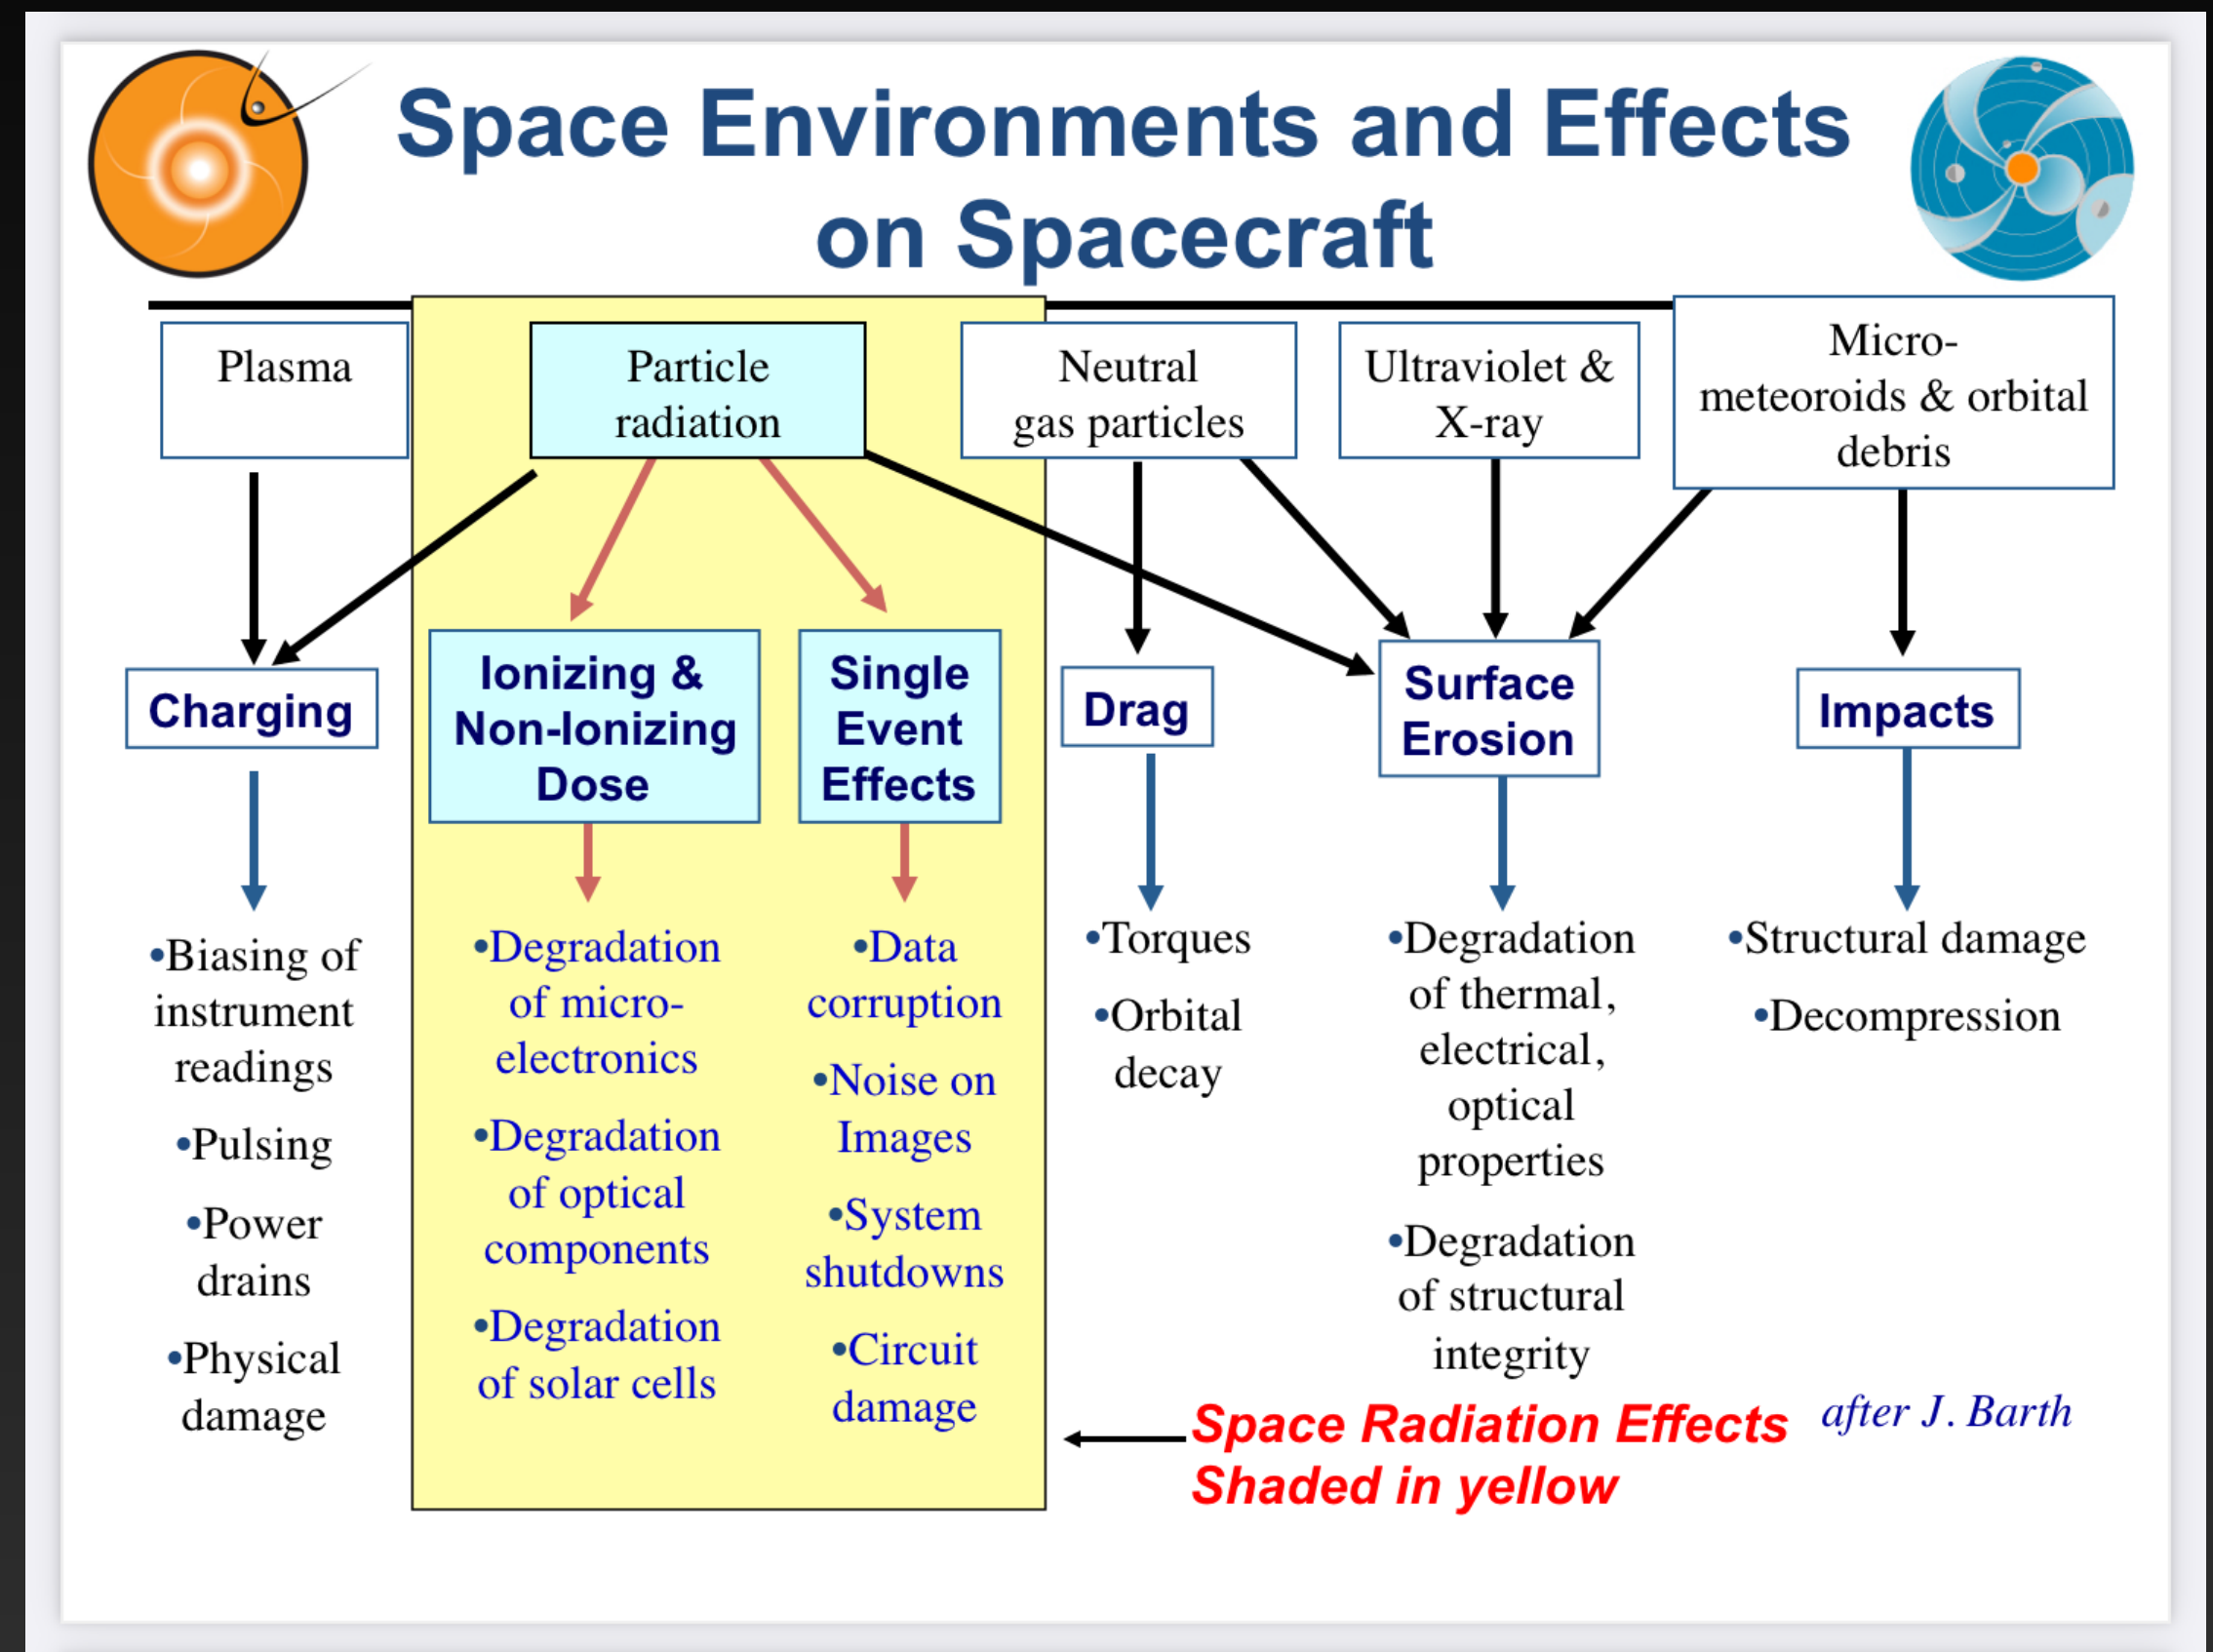 Space Environments and Effects
on Spacecraft
Plasma
Particle
radiation
Neutral
gas particles
Ultraviolet &
X-ray
Micro-
meteoroids & orbital
debris
Charging
Ionizing &
Non-Ionizing
Dose
Single
Event
Effects
Drag
Surface
Erosion
Impacts
•Biasing of
instrument
readings
•Pulsing
•Power
drains
•Physical
damage
•Degradation
of micro-
electronics
•Degradation
of optical
components
•Degradation
of solar cells
•Data
corruption
•Noise on
Images
•System
shutdowns
•Circuit
damage
•Torques
•Orbital
decay
•Degradation
of thermal,
electrical,
optical
properties
•Degradation
of structural
integrity
•Structural damage
•Decompression
Space Radiation Effects
Shaded in yellow
after J. Barth